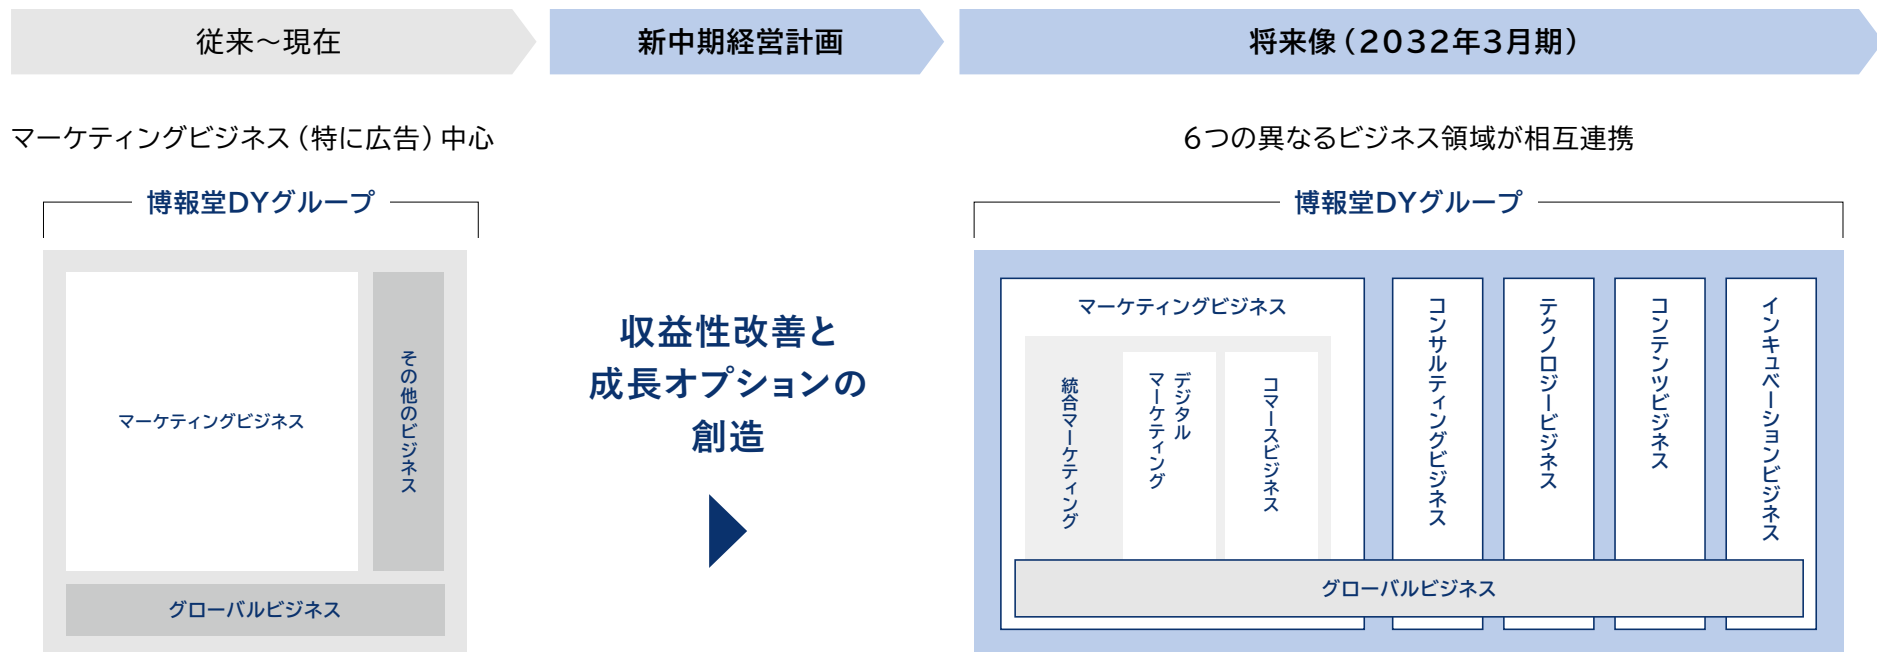 従来～現在
新中期経営計画
将来像（2032年3月期）
マーケティングビジネス（特に広告）中心
博報堂DYグループ
マーケティングビジネス
その他のビジネス
グローバルビジネス
収益性改善と
成長オプションの
創造
6つの異なるビジネス領域が相互連携
博報堂DYグループ
マーケティングビジネス
統合マーケティング
デジタル
マーケティング
コマースビジネス
コンサルティングビジネス
テクノロジービジネス
コンテンツビジネス
インキュベーションビジネス
グローバルビジネス